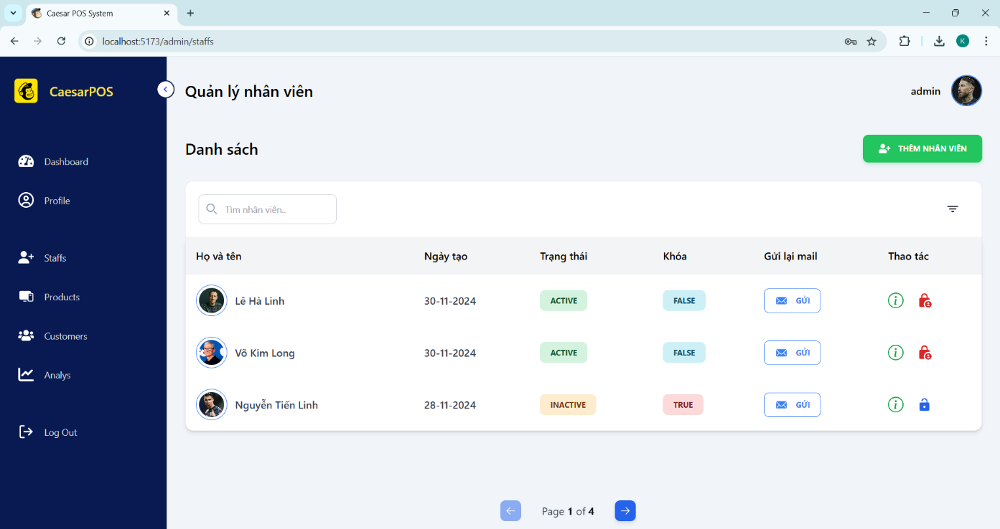 Caesar POS System
localhost:5173/admin/staffs
K
CaesarPOS
Quản lý nhân viên
admin
Dashboard
Profile
Staffs
Products
Customers
Analys
Log Out
Danh sách
THÊM NHÂN VIÊN
Tìm nhân viên..
Họ và tên Ngày tạo Trạng thái Khóa Gửi lại mail Thao tác
Lê Hà Linh 30-11-2024 ACTIVE FALSE GỬI
Võ Kim Long 30-11-2024 ACTIVE FALSE GỬI
Nguyễn Tiến Linh 28-11-2024 INACTIVE TRUE GỬI
Page 1 of 4